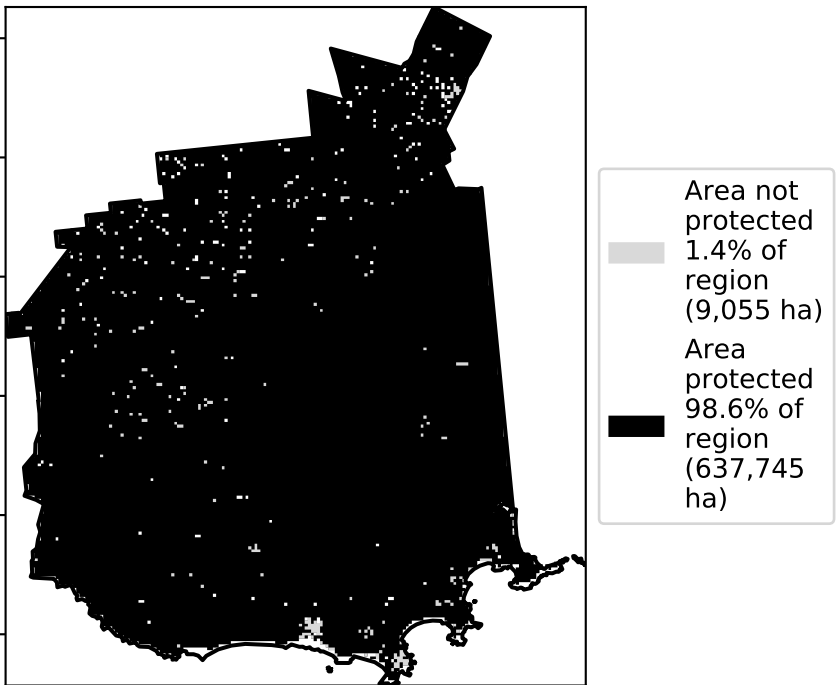 Area not
protected
1.4% of
region
(9,055 ha)
Area
protected
98.6% of
region
(637,745
ha)